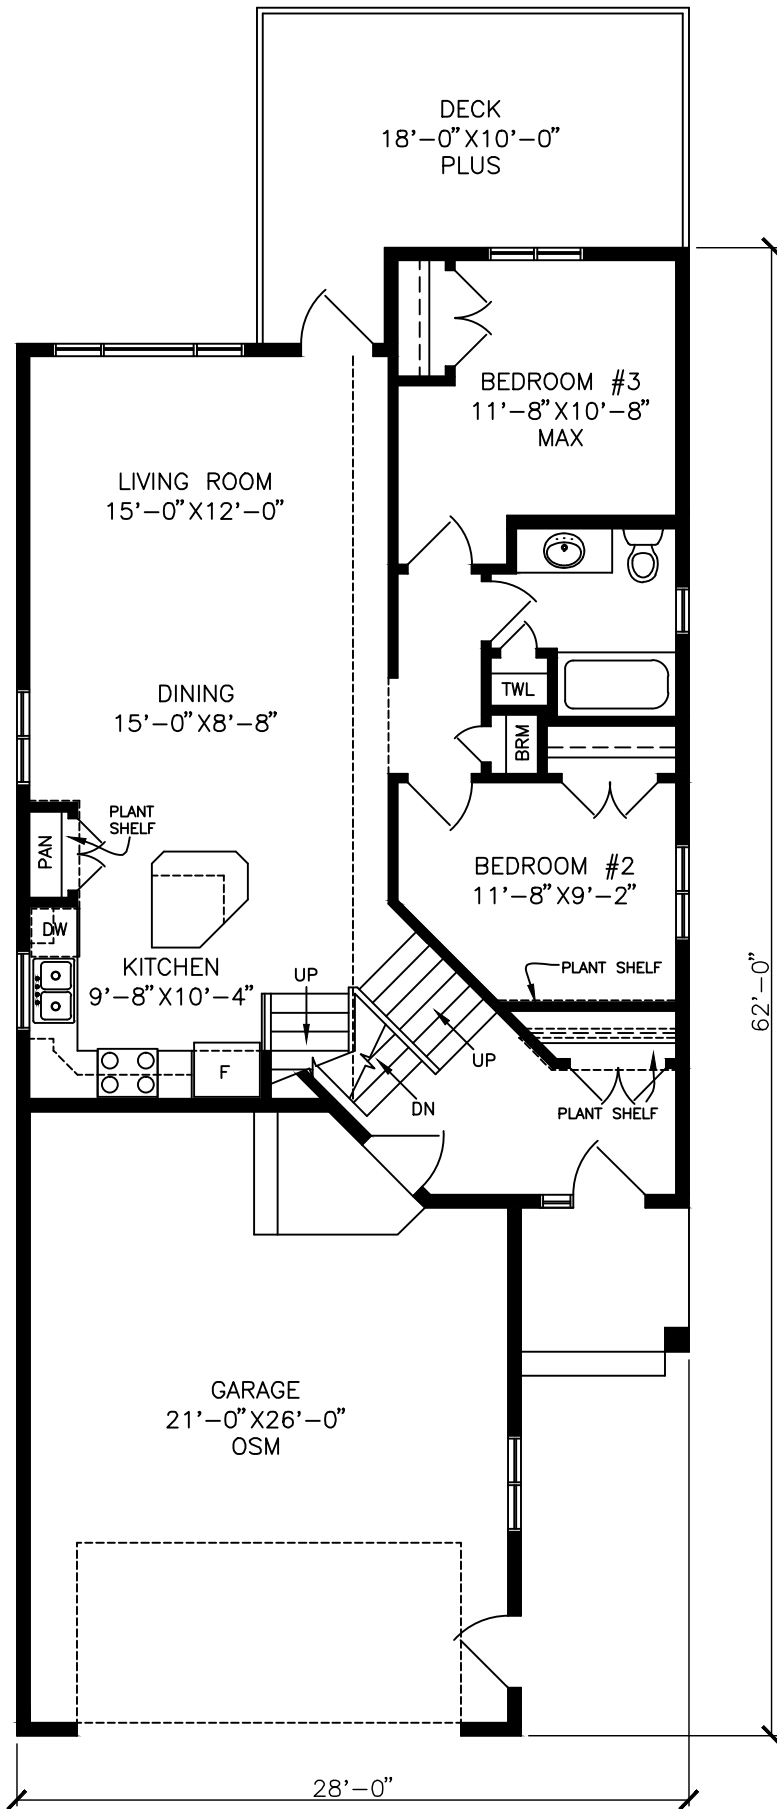 DECK
18'-0"X10'-0"
PLUS
BEDROOM #3
11'-8"X10'-8"
MAX
LIVING ROOM
15'-0"X12'-0"
TWL
DINING
15'-0"X8'-8"
BRM
PLANT
SHELF
PAN
BEDROOM #2
11'-8"X9'-2"
DW
KITCHEN
9'-8"X10'-4"
UP
PLANT SHELF
62'-0"
UP
F
DN
PLANT SHELF
GARAGE
21'-0"X26'-0"
OSM
28'-0"